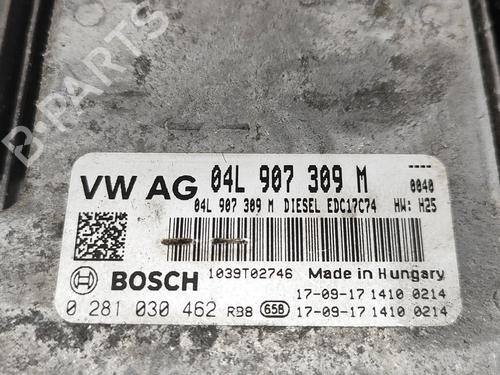 B-PARTS
VW AG 04L 907 309 M 0040
04L 907 309 M DIESEL EDC17C74 HW: H25
BOSCH 1039T02746 Made in Hungary
17-09-17 1410 0214
0 281 030 462 RB8 65B 17-09-17 1410 0214